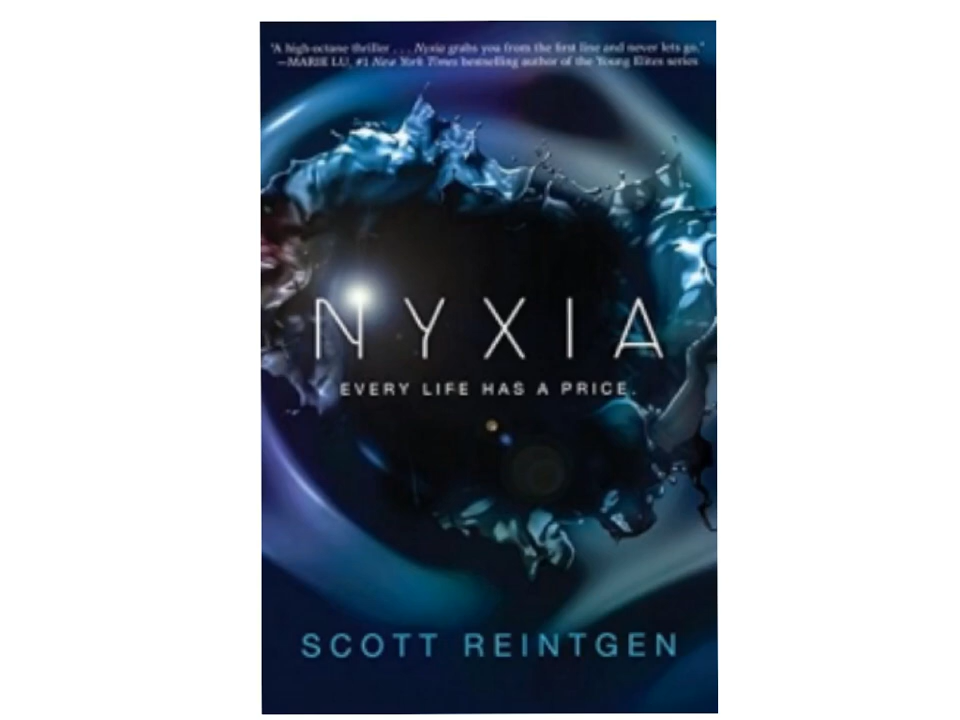 "A high-octane thriller . . . Nyxia grabs you from the first line and never lets go."
—MARIE LU, #1 New York Times bestselling author of the Young Elites series
NYXIA
EVERY LIFE HAS A PRICE.
SCOTT REINTGEN